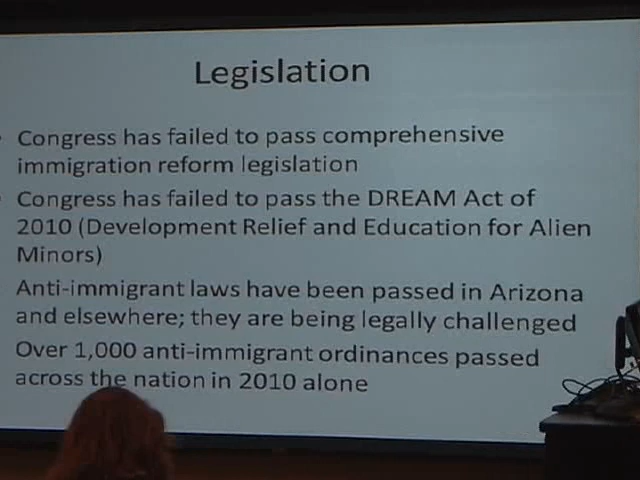 Legislation
Congress has failed to pass comprehensive
immigration reform legislation
Congress has failed to pass the DREAM Act of
2010 (Development Relief and Education for Alien
Minors)
Anti-immigrant laws have been passed in Arizona
and elsewhere; they are being legally challenged
Over 1,000 anti-immigrant ordinances passed
across the nation in 2010 alone